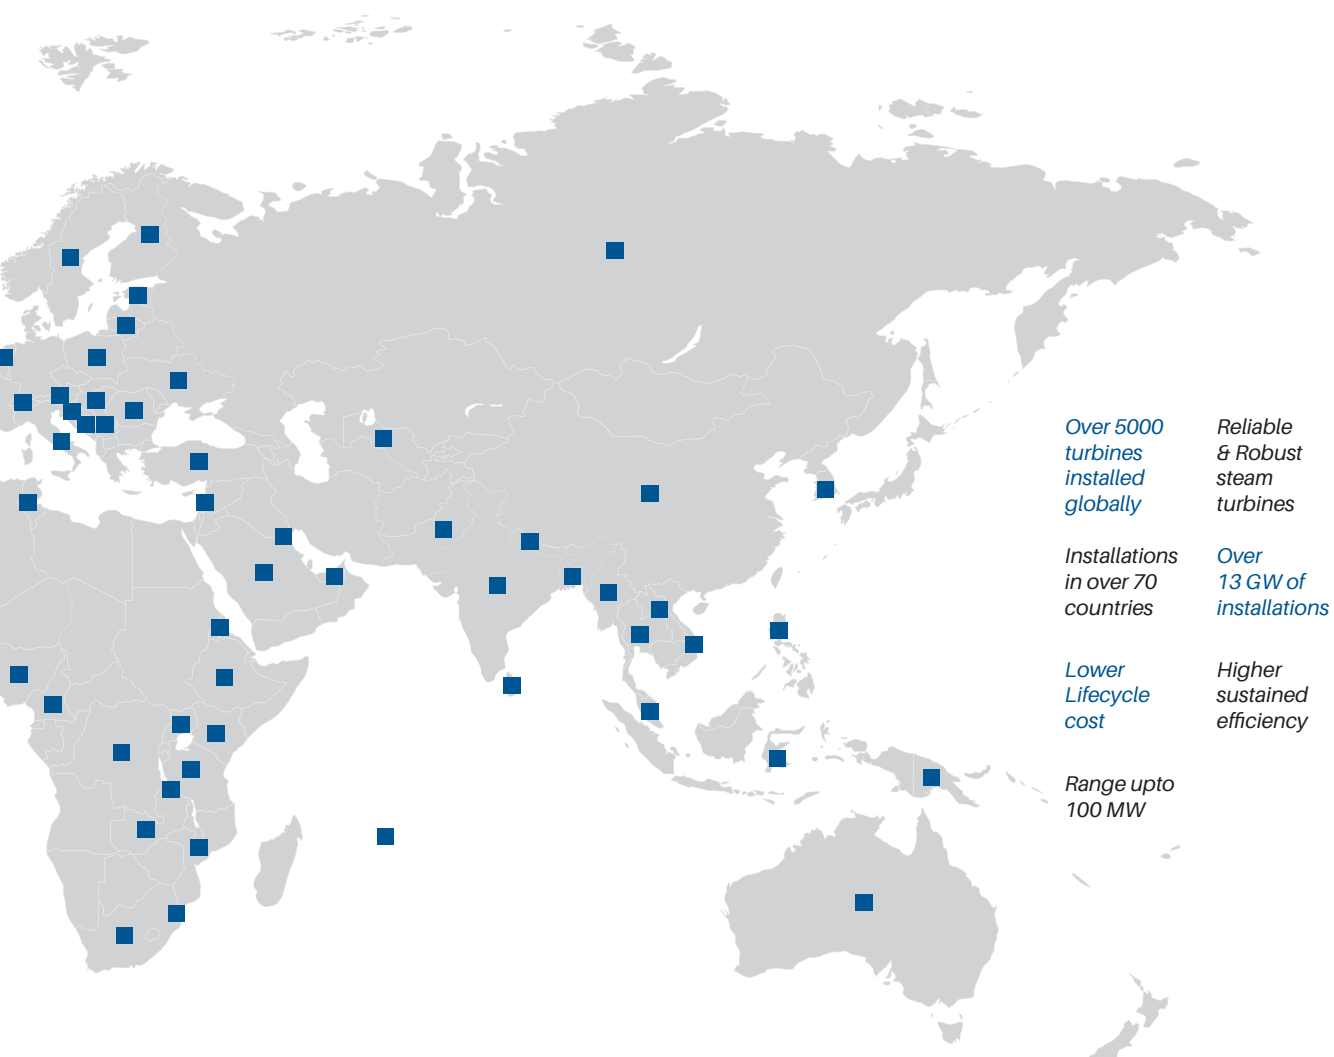 Over 5000
turbines
installed
globally
Reliable
& Robust
steam
turbines
Installations
in over 70
countries
Over
13 GW of
installations
Lower
Lifecycle
cost
Higher
sustained
efficiency
Range upto
100 MW